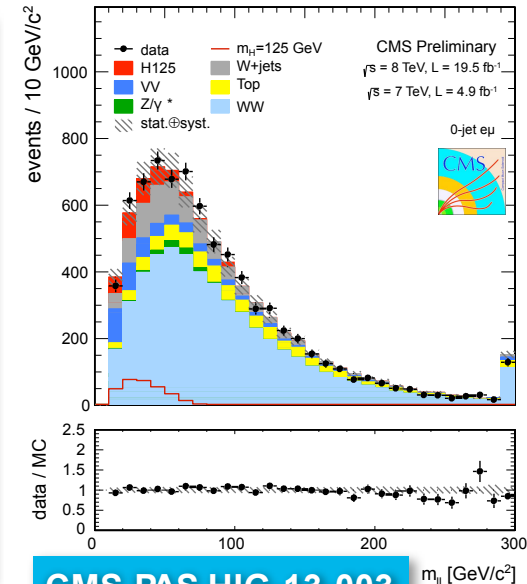 events / 10 GeV/c²
data
m_H=125 GeV
H125
W+jets
VV
Top
Z/γ *
WW
stat.⊕syst.
CMS Preliminary
√s = 8 TeV, L = 19.5 fb⁻¹
√s = 7 TeV, L = 4.9 fb⁻¹
0-jet eμ
CMS
1000
800
600
400
200
0
data / MC
2.5
2
1.5
1
0.5
0
0 100 200 300
m_ll [GeV/c²]